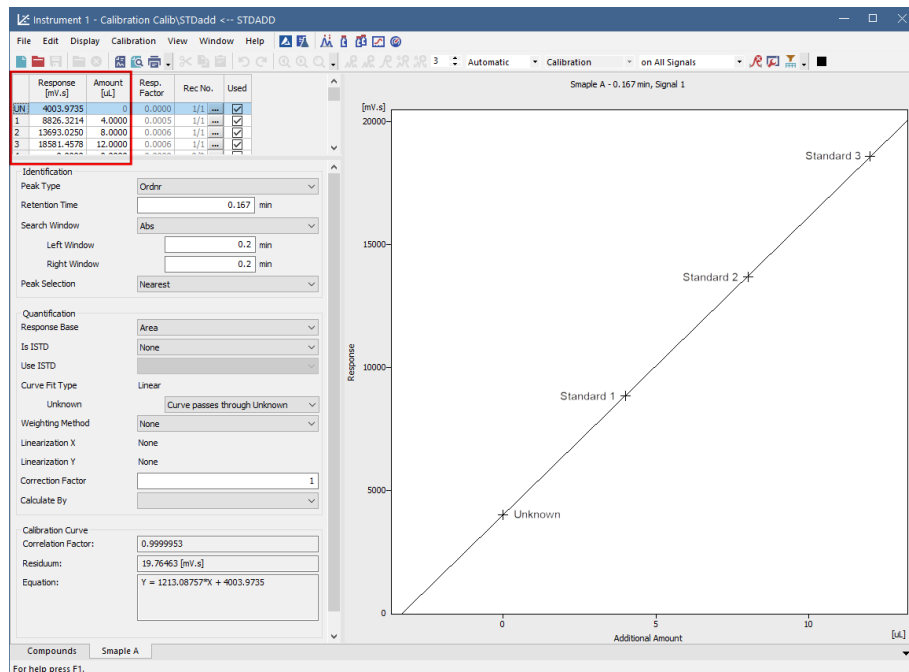 Instrument 1 - Calibration Calib\STDadd <-- STDADD
File Edit Display Calibration View Window Help
3 Automatic Calibration on All Signals
Response [mV.s] Amount [uL] Resp. Factor Rec No. Used
UN 4003.9735 0 0.0000 1/1 ...
1 8826.3214 4.0000 0.0005 1/1 ...
2 13693.0250 8.0000 0.0006 1/1 ...
3 18581.4578 12.0000 0.0006 1/1 ...
Identification
Peak Type Ordnr
Retention Time 0.167 min
Search Window Abs
Left Window 0.2 min
Right Window 0.2 min
Peak Selection Nearest
Quantification
Response Base Area
Is ISTD None
Use ISTD
Curve Fit Type Linear
Unknown Curve passes through Unknown
Weighting Method None
Linearization X None
Linearization Y None
Correction Factor 1
Calculate By
Calibration Curve
Correlation Factor: 0.9999953
Residuum: 19.76463 [mV.s]
Equation: Y = 1213.08757*X + 4003.9735
Smaple A - 0.167 min, Signal 1
[mV.s]
20000
Standard 3
15000
Standard 2
Response
10000
Standard 1
5000
Unknown
0
0 5 10
Additional Amount [uL]
Compounds Smaple A
For help press F1.